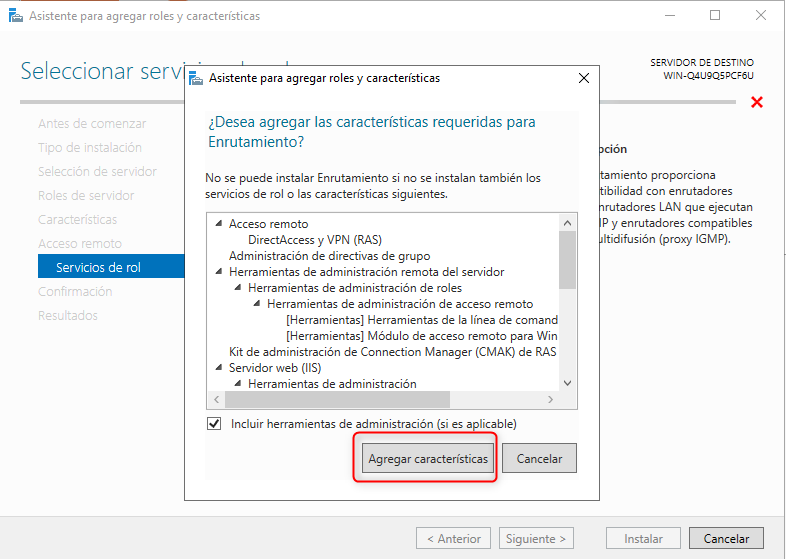 Asistente para agregar roles y características
Seleccionar servi
SERVIDOR DE DESTINO
WIN-Q4U9Q5PCF6U
Antes de comenzar
Tipo de instalación
Selección de servidor
Roles de servidor
Características
Acceso remoto
Servicios de rol
Confirmación
Resultados
Asistente para agregar roles y características
¿Desea agregar las características requeridas para
Enrutamiento?
No se puede instalar Enrutamiento si no se instalan también los
servicios de rol o las características siguientes.
Acceso remoto
DirectAccess y VPN (RAS)
Administración de directivas de grupo
Herramientas de administración remota del servidor
Herramientas de administración de roles
Herramientas de administración de acceso remoto
[Herramientas] Herramientas de la línea de comand
[Herramientas] Módulo de acceso remoto para Win
Kit de administración de Connection Manager (CMAK) de RAS
Servidor web (IIS)
Herramientas de administración
Incluir herramientas de administración (si es aplicable)
Agregar características
Cancelar
pción
tamiento proporciona
tibilidad con enrutadores
nrutadores LAN que ejecutan
IP y enrutadores compatibles
ultidifusión (proxy IGMP).
< Anterior
Siguiente >
Instalar
Cancelar